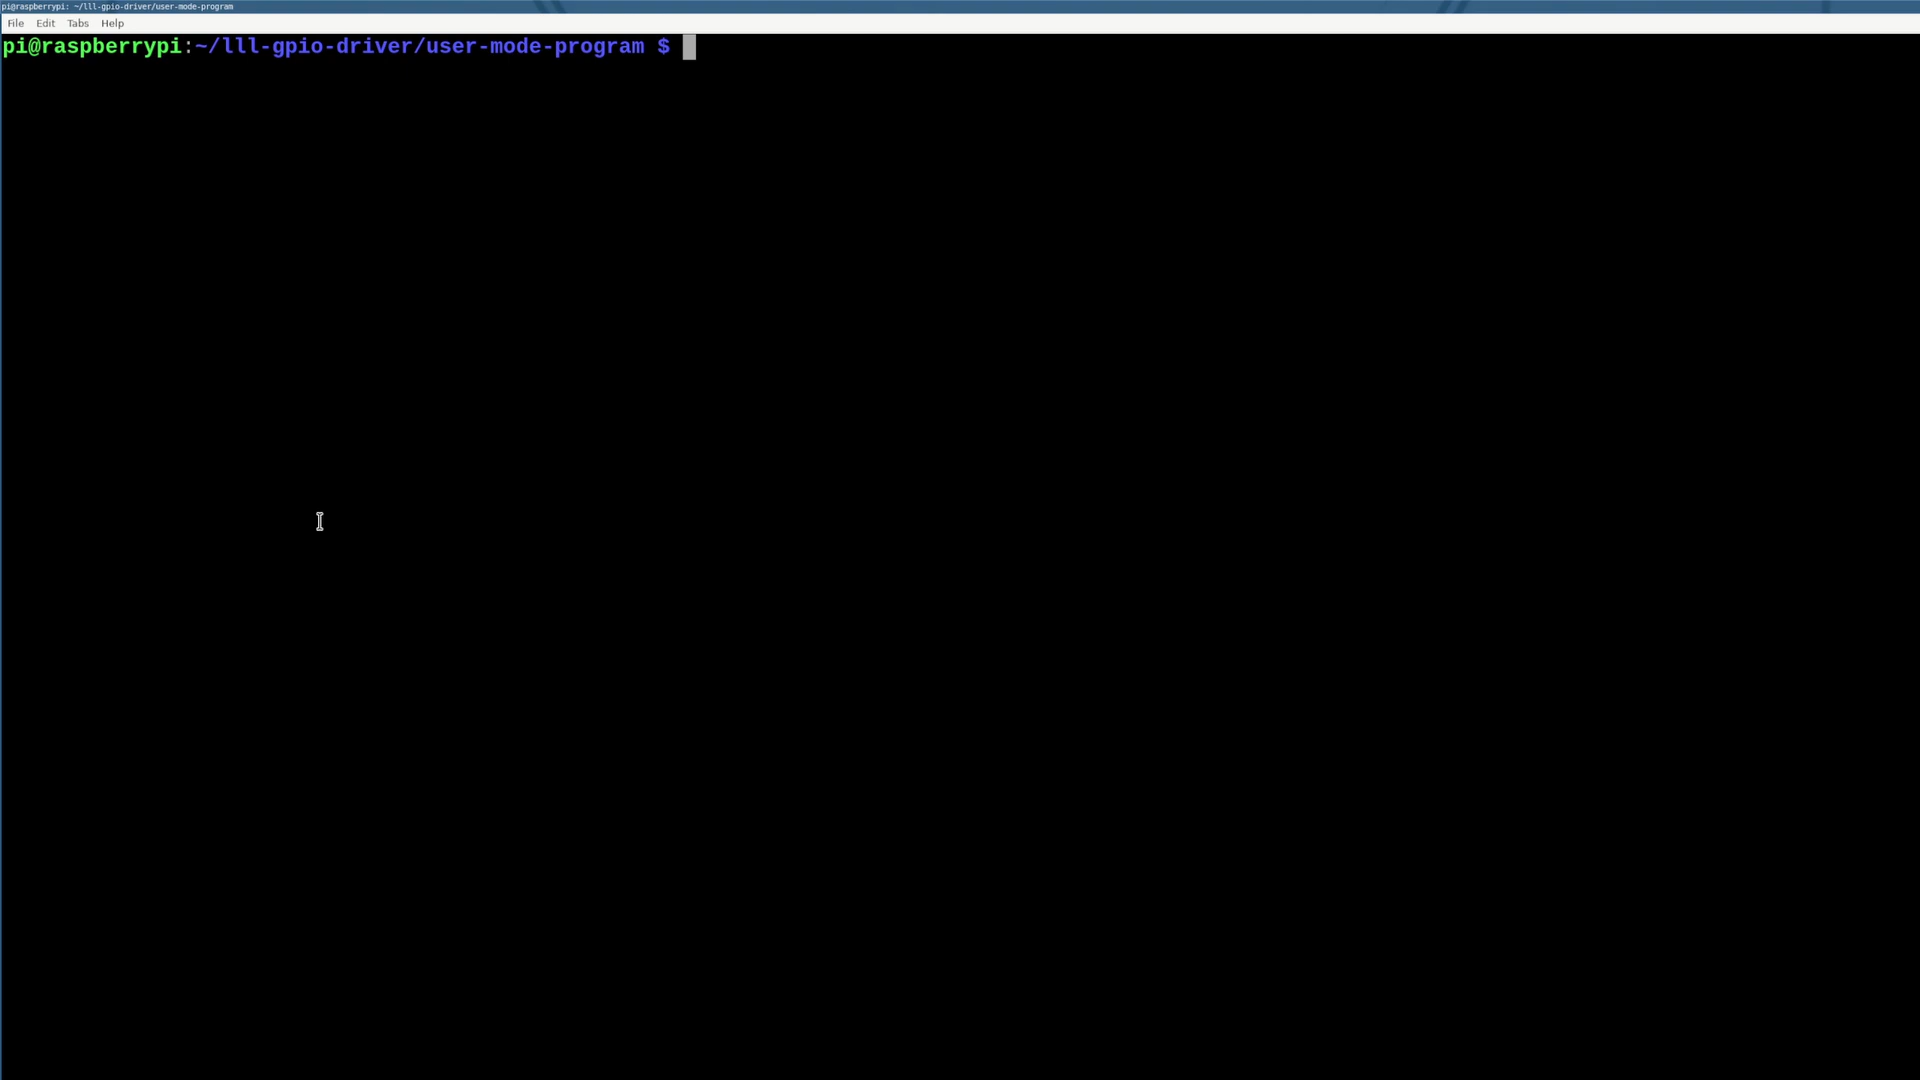 pi@raspberrypi: ~/lll-gpio-driver/user-mode-program
File Edit Tabs Help
pi@raspberrypi:~/lll-gpio-driver/user-mode-program $